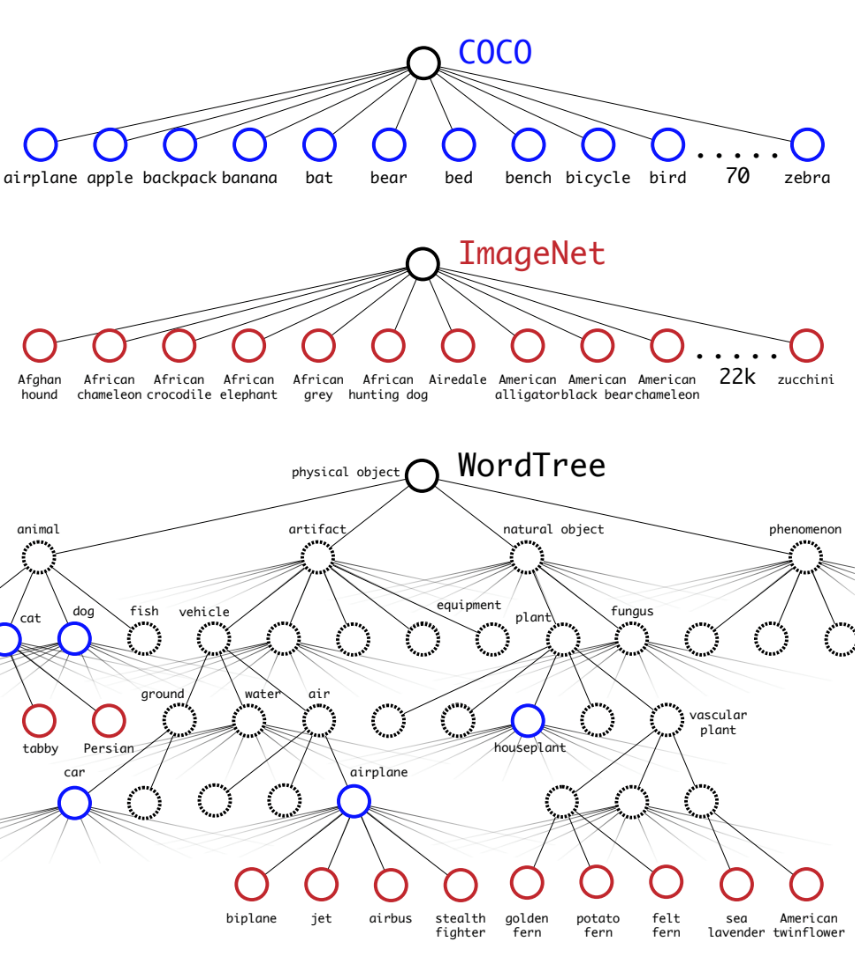 COCO
airplane apple backpack banana bat bear bed bench bicycle bird 70 zebra
ImageNet
Afghan hound
African chameleon
African crocodile
African elephant
African grey
African hunting dog
Airedale
American alligator
American black bear
American chameleon
22k
zucchini
WordTree
physical object
animal artifact natural object phenomenon
cat dog fish vehicle equipment plant fungus
ground water air
vascular plant
tabby Persian houseplant
car airplane
biplane jet airbus
stealth fighter
golden fern
potato fern
felt fern
sea lavender
American twinflower